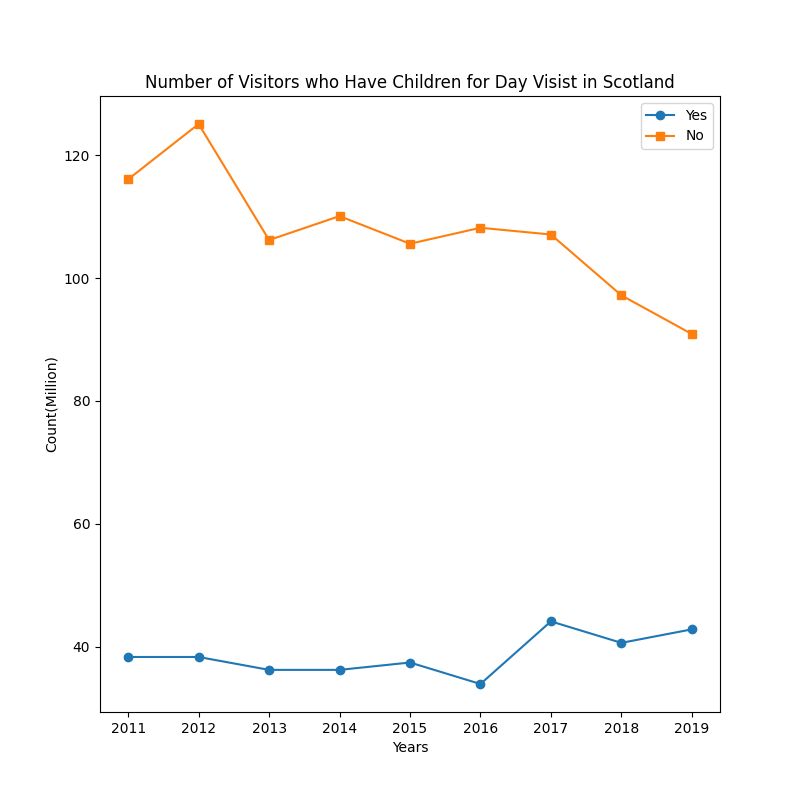 Number of Visitors who Have Children for Day Visist in Scotland
Yes
No
Count(Million)
120
100
80
60
40
2011 2012 2013 2014 2015 2016 2017 2018 2019
Years